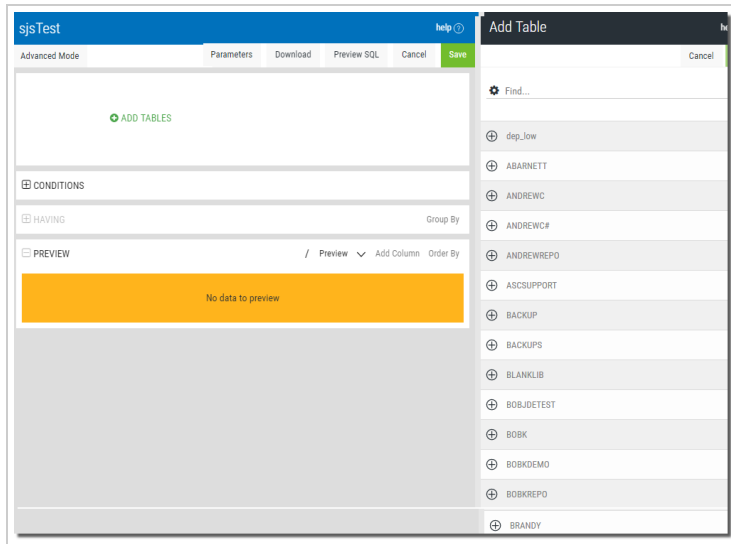 sjsTest
help ?
Advanced Mode
Parameters
Download
Preview SQL
Cancel
Save
ADD TABLES
CONDITIONS
HAVING
Group By
PREVIEW
/
Preview
Add Column
Order By
No data to preview
Add Table
Cancel
Find...
dep_low
ABARNETT
ANDREWC
ANDREWC#
ANDREWREPO
ASCSUPPORT
BACKUP
BACKUPS
BLANKLIB
BOBJDETEST
BOBK
BOBKDEMO
BOBKREPO
BRANDY